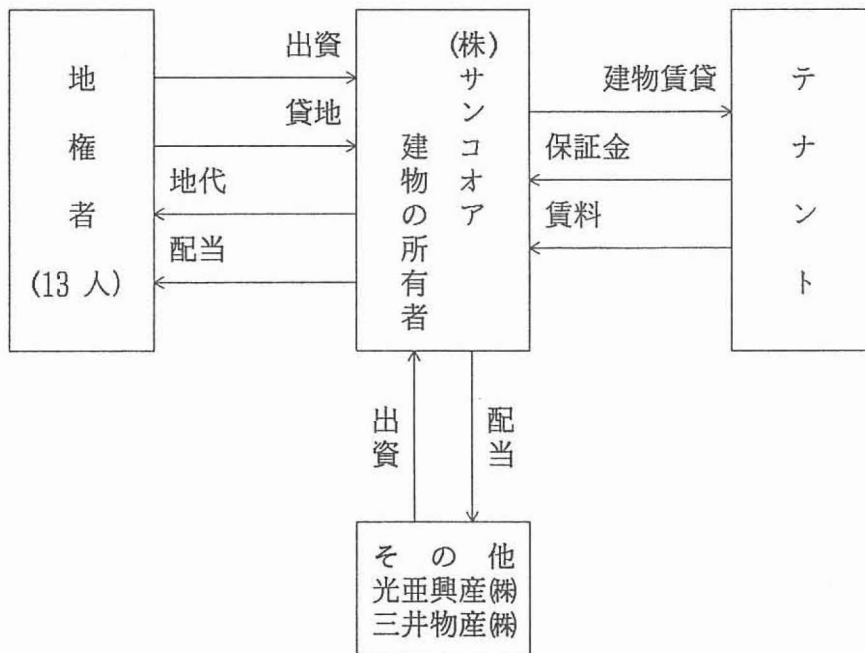 地権者(13 人)
出資
貸地
地代
配当
(株)サンコオア
建物の所有者
建物賃貸
保証金
賃料
テナント
出資
配当
その他
光亜興産㈱
三井物産㈱